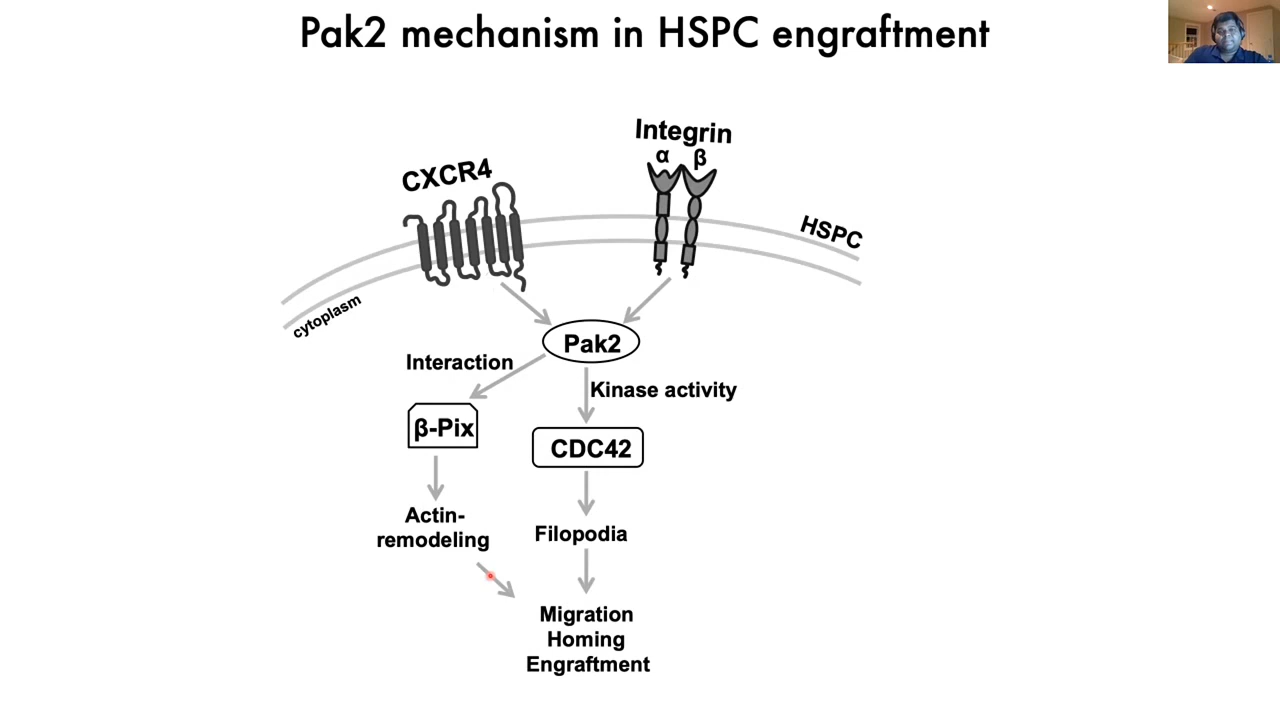 Pak2 mechanism in HSPC engraftment
Integrin
α β
CXCR4
HSPC
cytoplasm
Pak2
Interaction
Kinase activity
β-Pix
CDC42
Actin-
remodeling
Filopodia
Migration
Homing
Engraftment